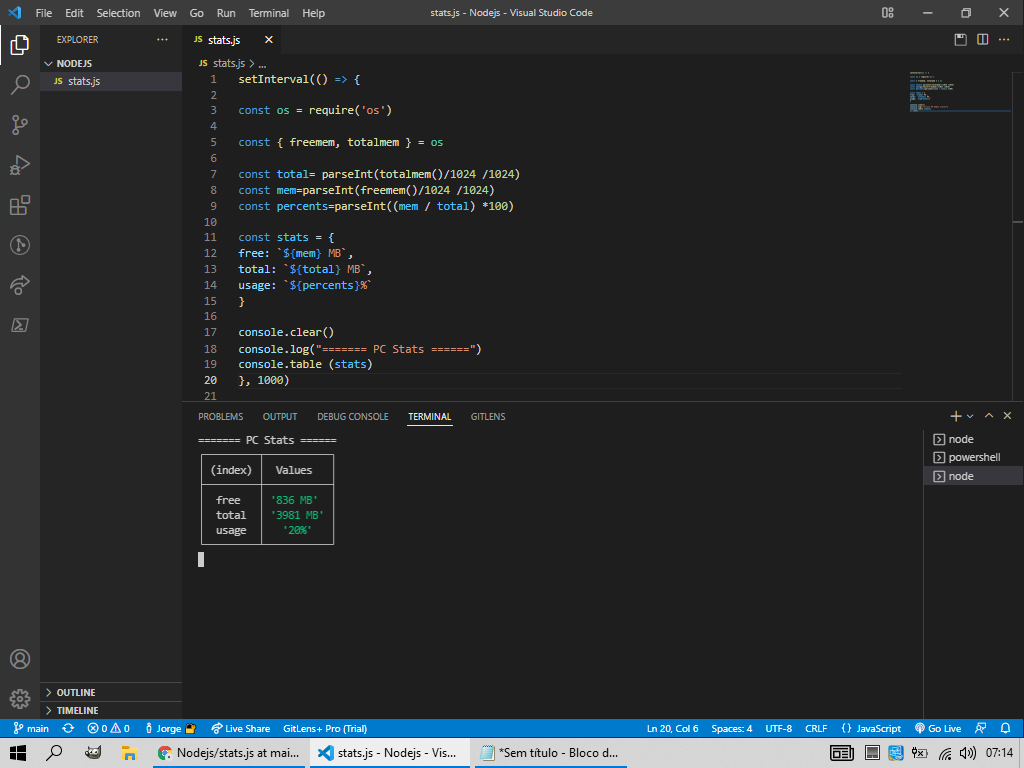 File Edit Selection View Go Run Terminal Help stats.js - Nodejs - Visual Studio Code
EXPLORER ···
NODEJS
JS stats.js
JS stats.js ×
JS stats.js > ...
1 setInterval(() => {
2
3 const os = require('os')
4
5 const { freemem, totalmem } = os
6
7 const total= parseInt(totalmem()/1024 /1024)
8 const mem=parseInt(freemem()/1024 /1024)
9 const percents=parseInt((mem / total) *100)
10
11 const stats = {
12 free: `${mem} MB`,
13 total: `${total} MB`,
14 usage: `${percents}%`
15 }
16
17 console.clear()
18 console.log("======= PC Stats ======")
19 console.table (stats)
20 }, 1000)
21
PROBLEMS OUTPUT DEBUG CONSOLE TERMINAL GITLENS
======= PC Stats ======
(index) Values
free '836 MB'
total '3981 MB'
usage '20%'
node
powershell
node
OUTLINE
TIMELINE
main 0 0 Jorge Live Share GitLens+ Pro (Trial) Ln 20, Col 6 Spaces: 4 UTF-8 CRLF {} JavaScript Go Live
Nodejs/stats.js at mai... stats.js - Nodejs - Vis... *Sem título - Bloco d... 07:14